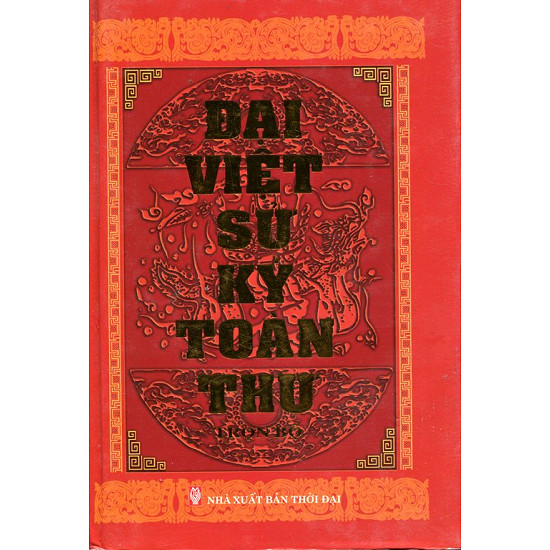 ĐẠI
VIỆT
SỬ
KÝ
TOÀN
THƯ
TRỌN BỘ
NHÀ XUẤT BẢN THỜI ĐẠI